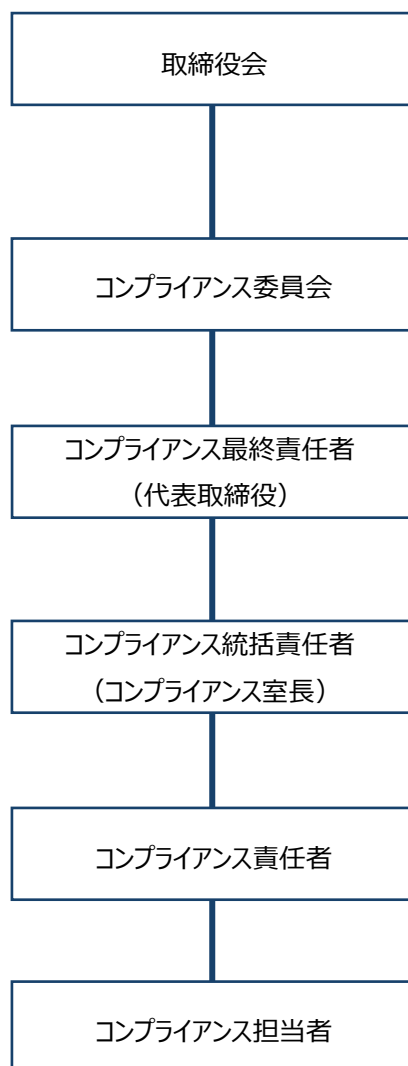 取締役会
コンプライアンス委員会
コンプライアンス最終責任者
（代表取締役）
コンプライアンス統括責任者
（コンプライアンス室長）
コンプライアンス責任者
コンプライアンス担当者